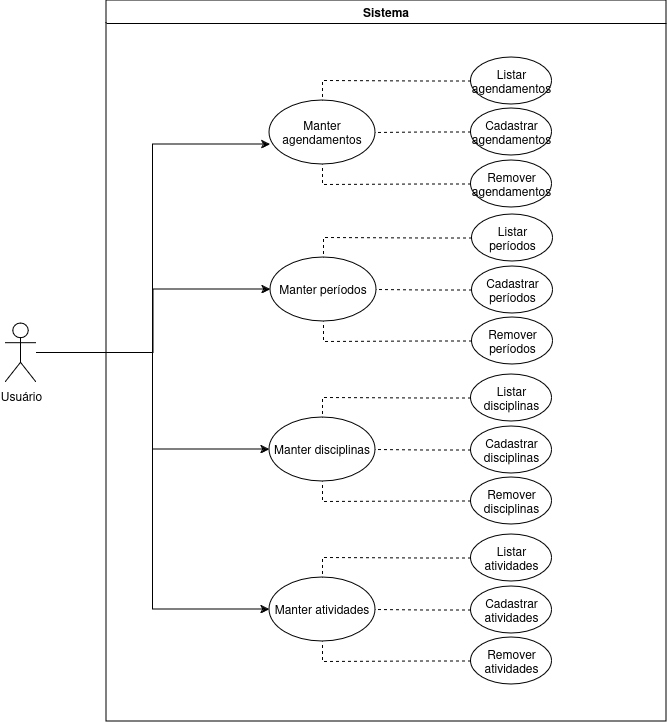 Sistema
Listar
agendamentos
Manter
agendamentos
Cadastrar
agendamentos
Remover
agendamentos
Listar
períodos
Manter períodos
Cadastrar
períodos
Remover
períodos
Usuário
Listar
disciplinas
Manter disciplinas
Cadastrar
disciplinas
Remover
disciplinas
Listar
atividades
Manter atividades
Cadastrar
atividades
Remover
atividades